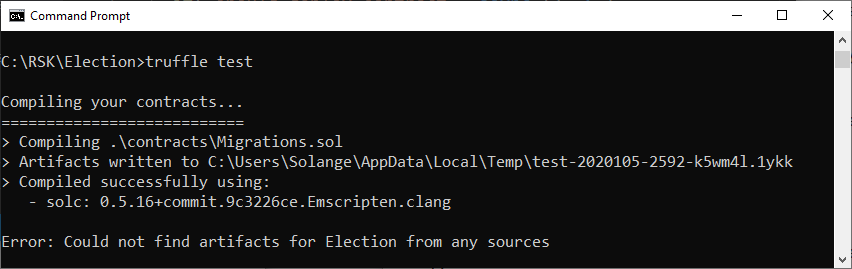 Command Prompt
C:\RSK\Election>truffle test
Compiling your contracts...
===========================
> Compiling .\contracts\Migrations.sol
> Artifacts written to C:\Users\Solange\AppData\Local\Temp\test-2020105-2592-k5wm4l.1ykk
> Compiled successfully using:
   - solc: 0.5.16+commit.9c3226ce.Emscripten.clang
Error: Could not find artifacts for Election from any sources